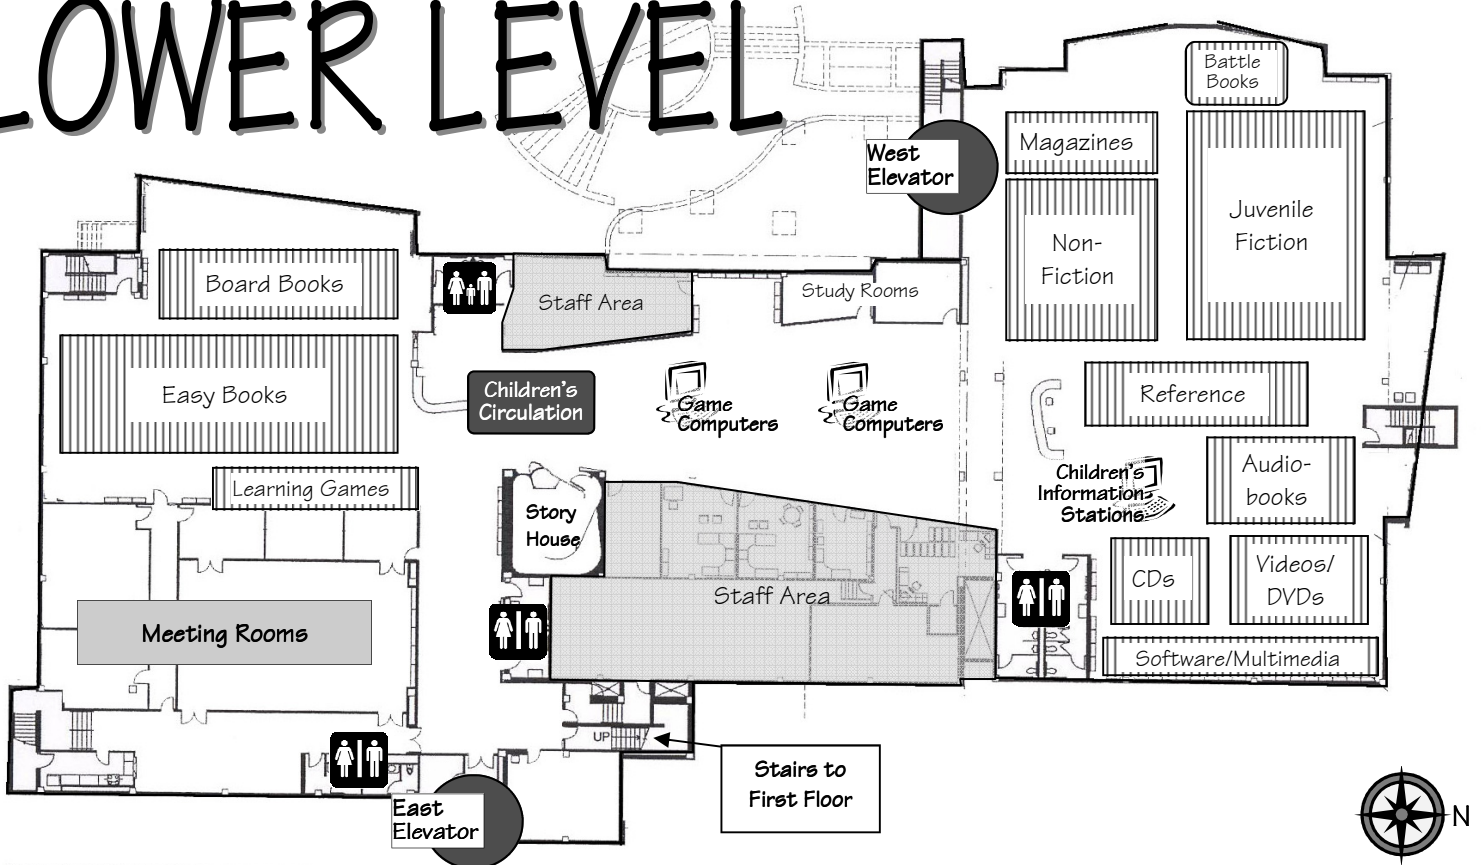 LOWER LEVEL
Battle
Books
Magazines
West
Elevator
Non-
Fiction
Juvenile
Fiction
Board Books
Staff Area
Study Rooms
Easy Books
Children's
Circulation
Game
Computers
Game
Computers
Reference
Learning Games
Story
House
Children's
Information
Stations
Audio-
books
CDs
Videos/
DVDs
Staff Area
Meeting Rooms
Software/Multimedia
UP
Stairs to
First Floor
East
Elevator
N